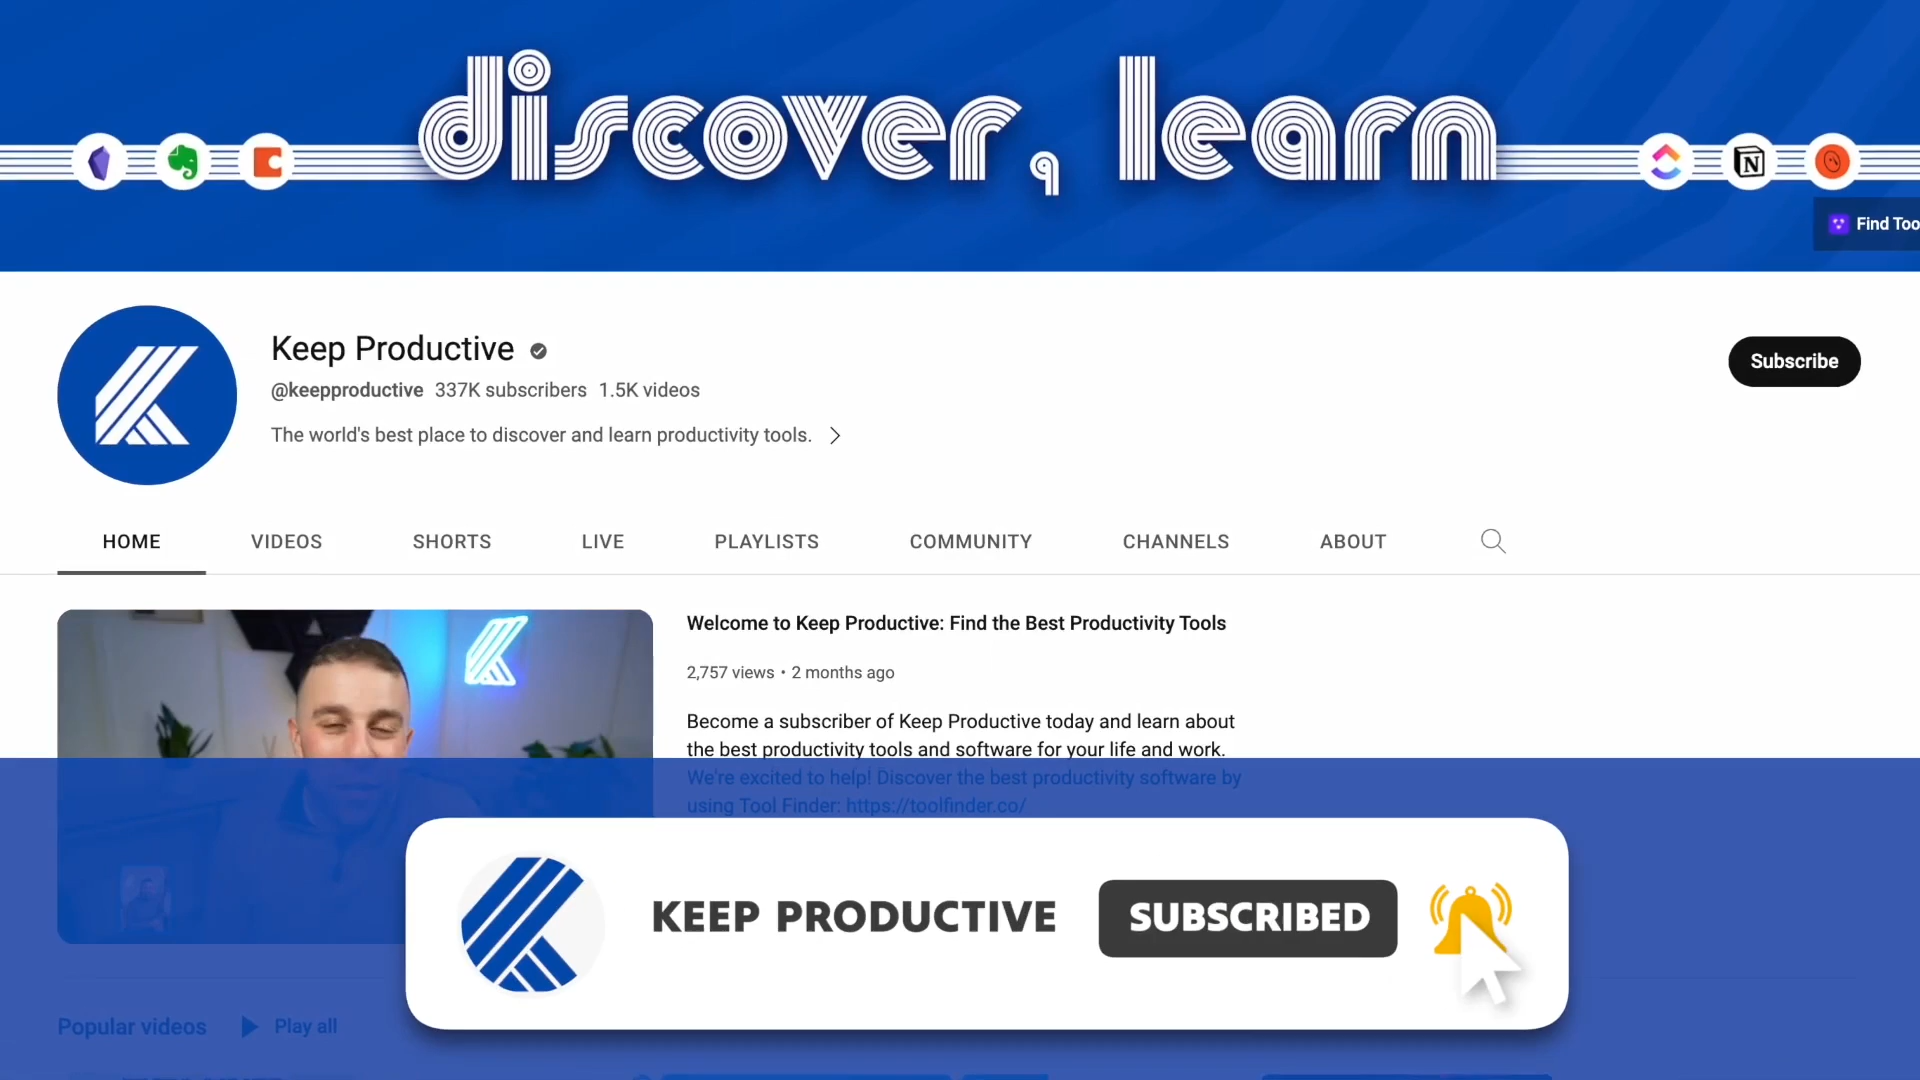 discover, learn
Find Too
Keep Productive
@keepproductive 337K subscribers 1.5K videos
Subscribe
The world's best place to discover and learn productivity tools.
HOME VIDEOS SHORTS LIVE PLAYLISTS COMMUNITY CHANNELS ABOUT
Welcome to Keep Productive: Find the Best Productivity Tools
2,757 views • 2 months ago
Become a subscriber of Keep Productive today and learn about
the best productivity tools and software for your life and work.
We're excited to help! Discover the best productivity software by
using Tool Finder: https://toolfinder.co/
KEEP PRODUCTIVE SUBSCRIBED
Popular videos Play all